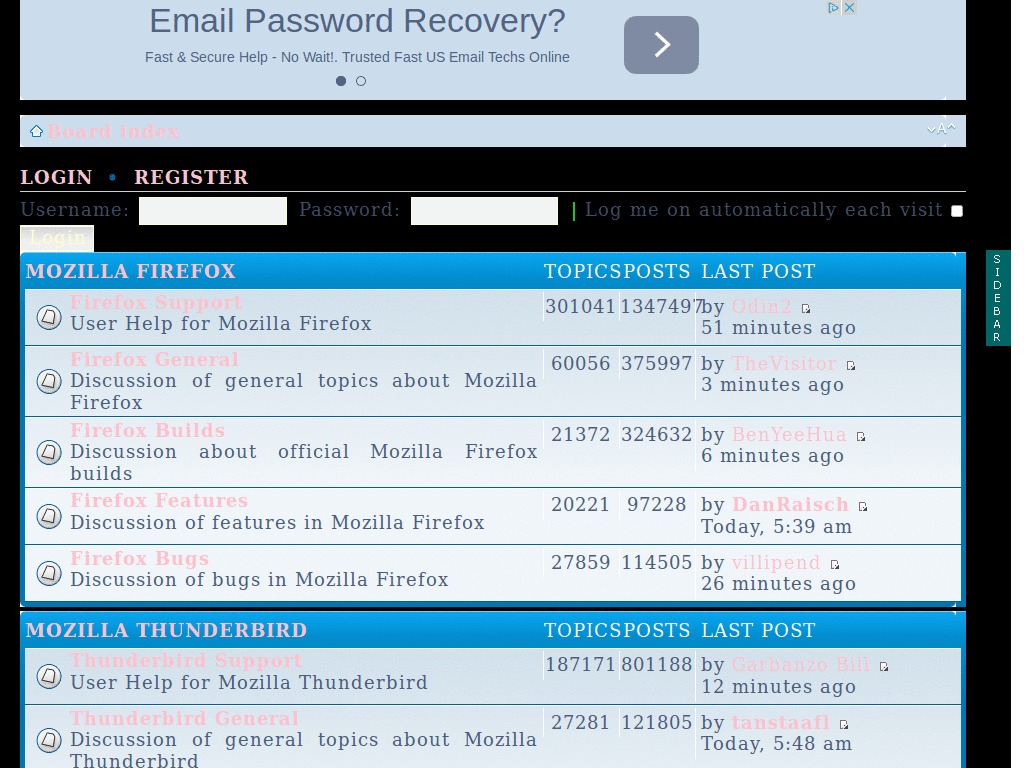 Email Password Recovery?
Fast & Secure Help - No Wait!. Trusted Fast US Email Techs Online
Board index
A
LOGIN • REGISTER
Username: Password: | Log me on automatically each visit
Login
MOZILLA FIREFOX TOPICS POSTS LAST POST
Firefox Support 301041 1347497 by Odin2
User Help for Mozilla Firefox 51 minutes ago
Firefox General 60056 375997 by TheVisitor
Discussion of general topics about Mozilla 3 minutes ago
Firefox
Firefox Builds 21372 324632 by BenYeeHua
Discussion about official Mozilla Firefox 6 minutes ago
builds
Firefox Features 20221 97228 by DanRaisch
Discussion of features in Mozilla Firefox Today, 5:39 am
Firefox Bugs 27859 114505 by villipend
Discussion of bugs in Mozilla Firefox 26 minutes ago
MOZILLA THUNDERBIRD TOPICS POSTS LAST POST
Thunderbird Support 187171 801188 by Garbanzo Bill
User Help for Mozilla Thunderbird 12 minutes ago
Thunderbird General 27281 121805 by tanstaafl
Discussion of general topics about Mozilla Today, 5:48 am
Thunderbird
SIDEBAR